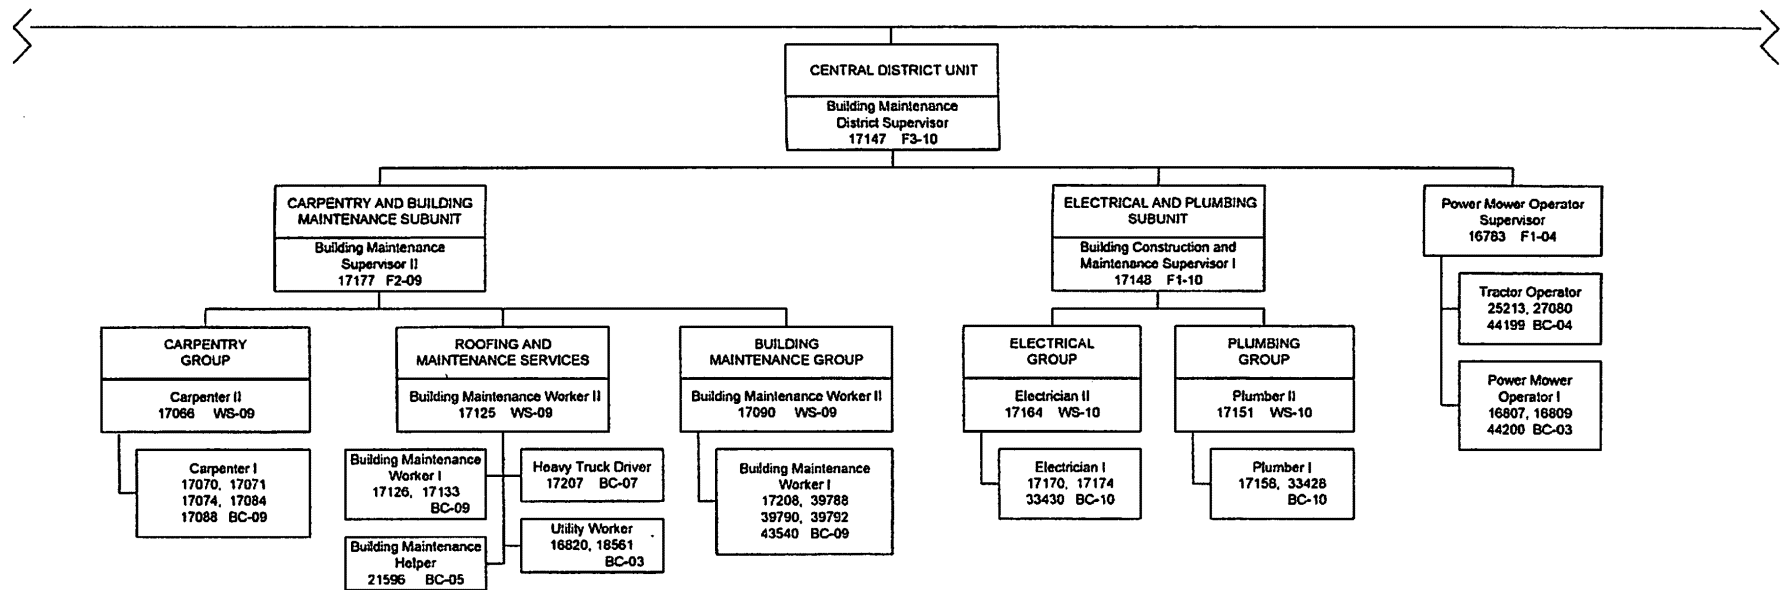 CENTRAL DISTRICT UNIT
Building Maintenance
District Supervisor
17147 F3-10
CARPENTRY AND BUILDING
MAINTENANCE SUBUNIT
Building Maintenance
Supervisor II
17177 F2-09
ELECTRICAL AND PLUMBING
SUBUNIT
Building Construction and
Maintenance Supervisor I
17148 F1-10
Power Mower Operator
Supervisor
16783 F1-04
Tractor Operator
25213, 27080
44199 BC-04
Power Mower
Operator I
16807, 16809
44200 BC-03
CARPENTRY
GROUP
Carpenter II
17066 WS-09
Carpenter I
17070, 17071
17074, 17084
17088 BC-09
ROOFING AND
MAINTENANCE SERVICES
Building Maintenance Worker II
17125 WS-09
Building Maintenance
Worker I
17126, 17133
BC-09
Heavy Truck Driver
17207 BC-07
Building Maintenance
Helper
21596 BC-05
Utility Worker
16820, 18561
BC-03
BUILDING
MAINTENANCE GROUP
Building Maintenance Worker II
17090 WS-09
Building Maintenance
Worker I
17208, 39788
39790, 39792
43540 BC-09
ELECTRICAL
GROUP
Electrician II
17164 WS-10
Electrician I
17170, 17174
33430 BC-10
PLUMBING
GROUP
Plumber II
17151 WS-10
Plumber I
17158, 33428
BC-10